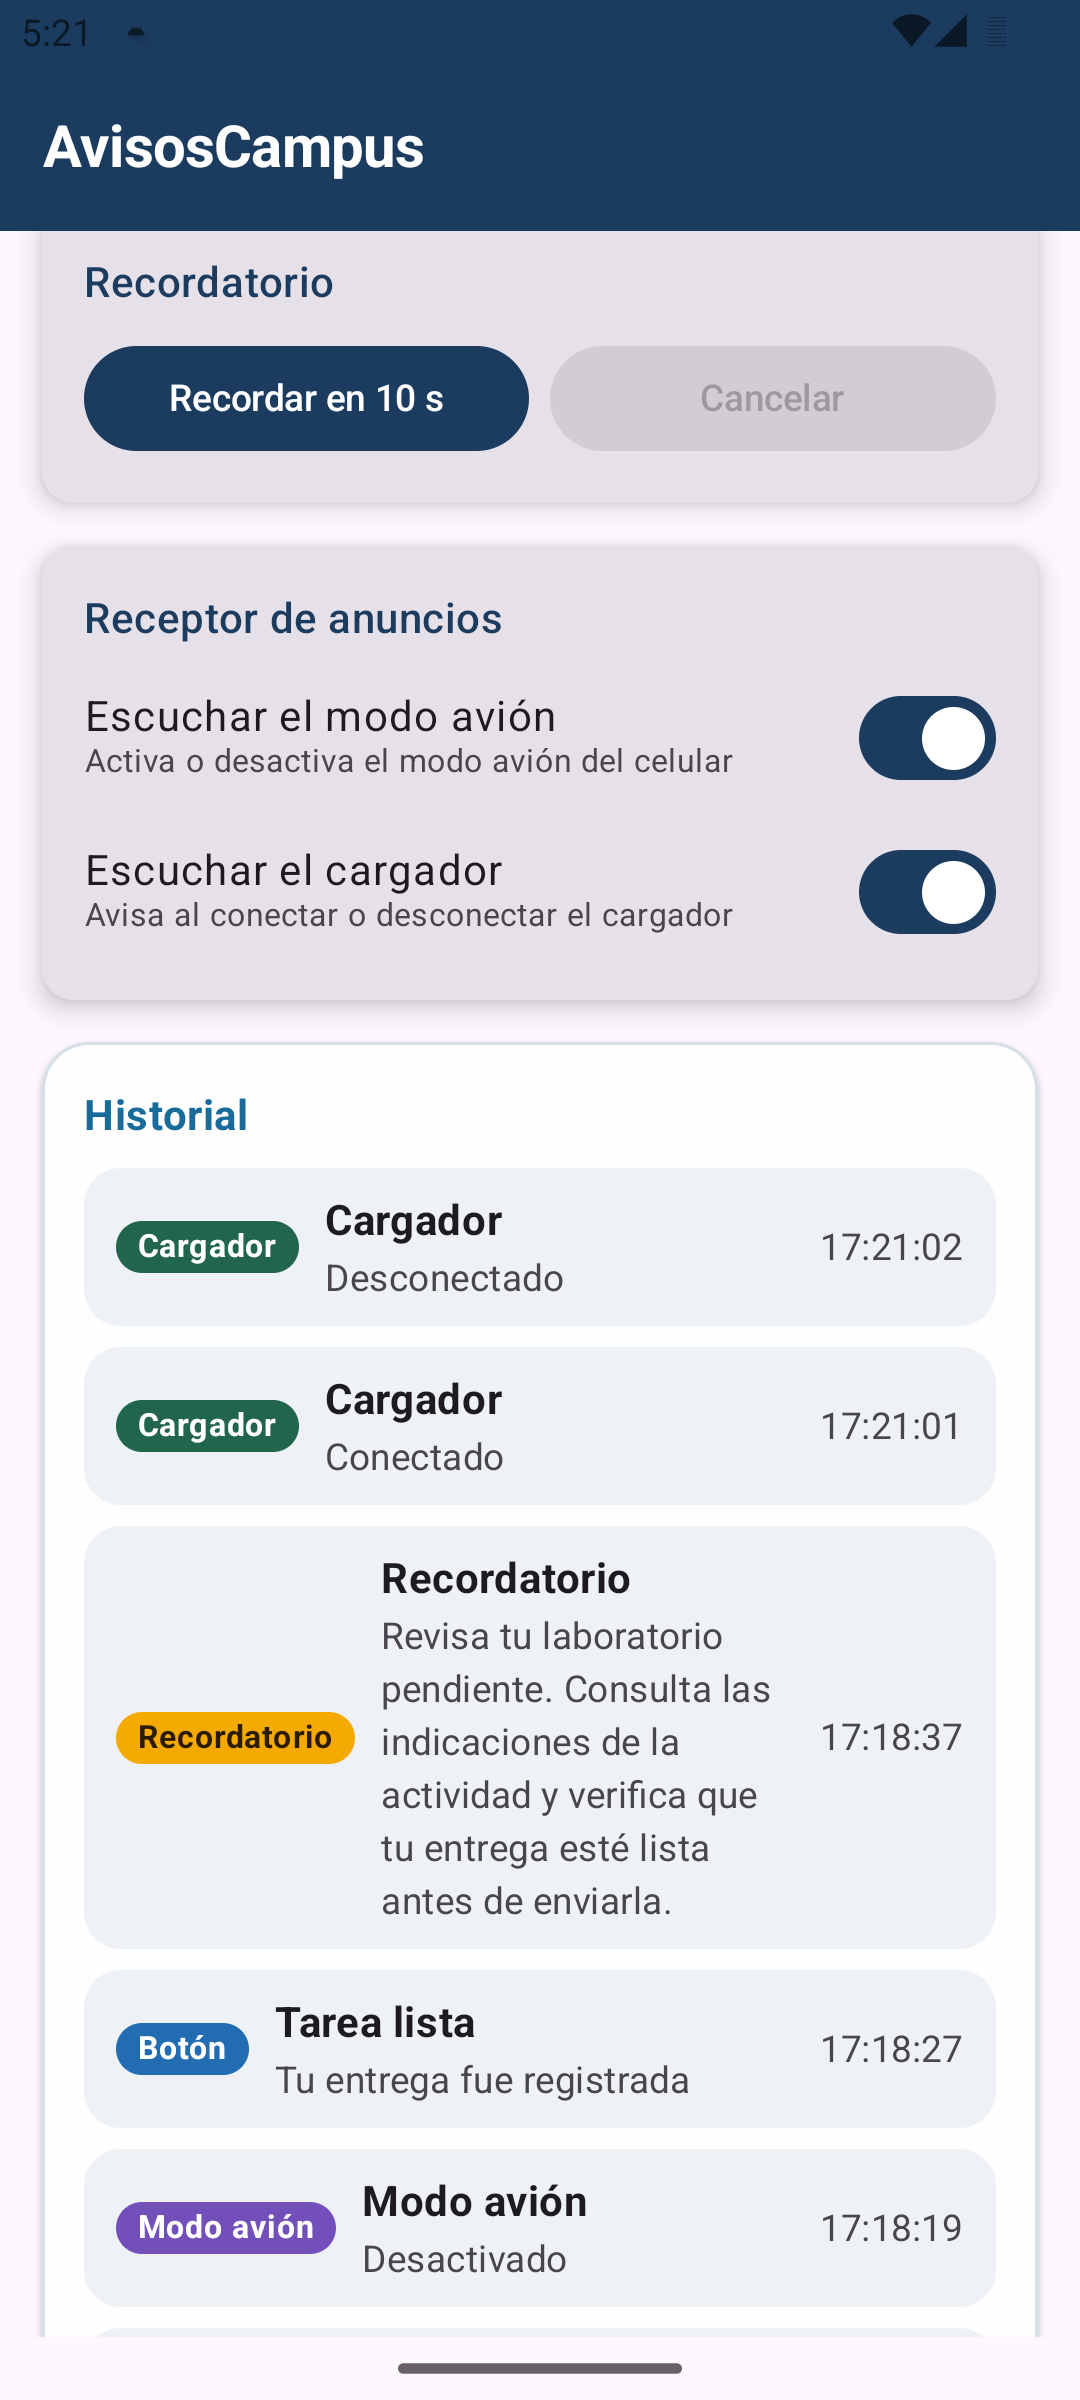 5:21
AvisosCampus
Recordatorio
Recordar en 10 s
Cancelar
Receptor de anuncios
Escuchar el modo avión
Activa o desactiva el modo avión del celular
Escuchar el cargador
Avisa al conectar o desconectar el cargador
Historial
Cargador
Cargador
Desconectado
17:21:02
Cargador
Cargador
Conectado
17:21:01
Recordatorio
Recordatorio
Revisa tu laboratorio
pendiente. Consulta las
indicaciones de la
actividad y verifica que
tu entrega esté lista
antes de enviarla.
17:18:37
Botón
Tarea lista
Tu entrega fue registrada
17:18:27
Modo avión
Modo avión
Desactivado
17:18:19